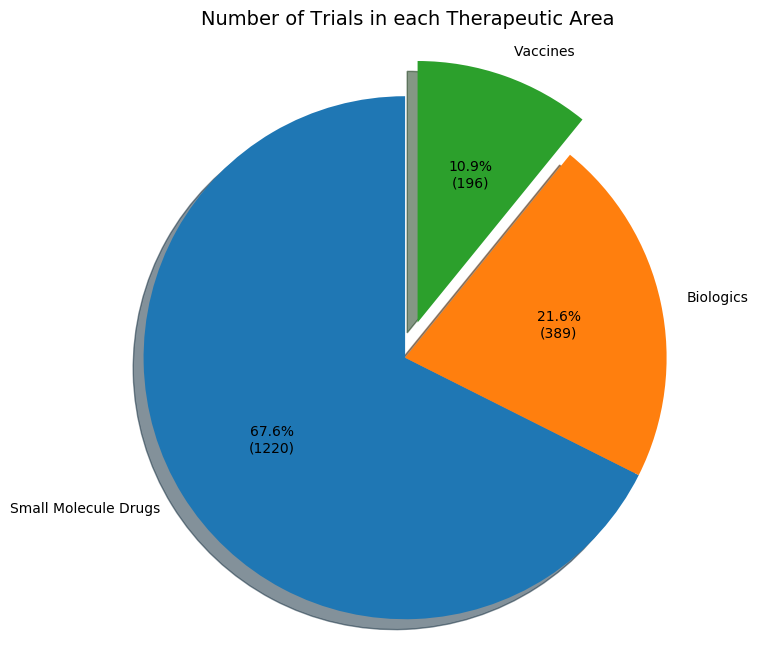 Number of Trials in each Therapeutic Area
Vaccines
10.9%
(196)
Biologics
21.6%
(389)
67.6%
(1220)
Small Molecule Drugs